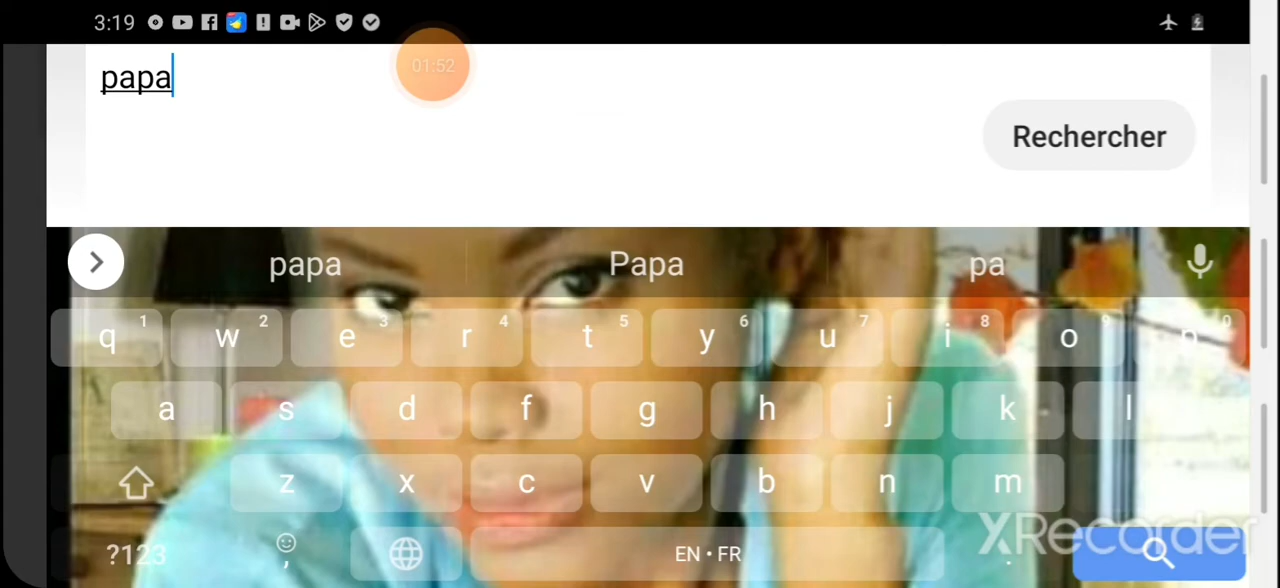 3:19
01:52
papa
Rechercher
papa Papa pa
q 1 w 2 e 3 r 4 t 5 y 6 u 7 i 8 o 9 p 0
a s d f g h j k l
z x c v b n m
?123 , EN • FR .
XRecorder